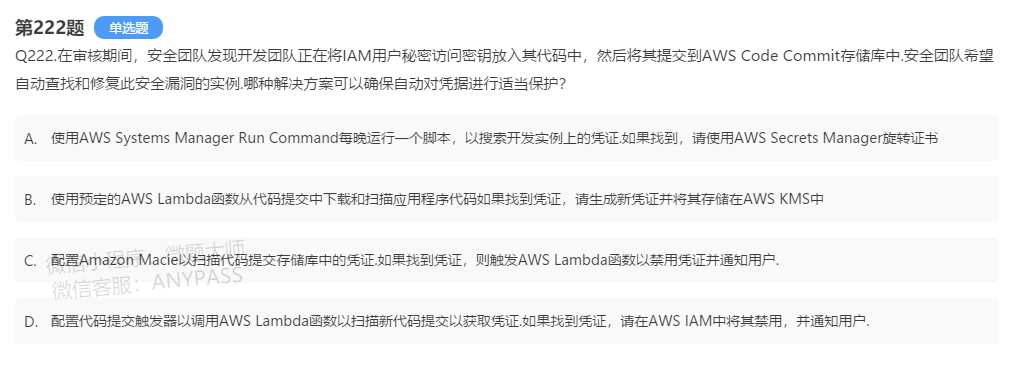 第222题 单选题
Q222.在审核期间，安全团队发现开发团队正在将IAM用户秘密访问密钥放入其代码中，然后将其提交到AWS Code Commit存储库中.安全团队希望
自动查找和修复此安全漏洞的实例.哪种解决方案可以确保自动对凭据进行适当保护?
A. 使用AWS Systems Manager Run Command每晚运行一个脚本，以搜索开发实例上的凭证.如果找到，请使用AWS Secrets Manager旋转证书
B. 使用预定的AWS Lambda函数从代码提交中下载和扫描应用程序代码如果找到凭证，请生成新凭证并将其存储在AWS KMS中
C. 配置Amazon Macie以扫描代码提交存储库中的凭证.如果找到凭证，则触发AWS Lambda函数以禁用凭证并通知用户.
微信小程序：微题大师
微信客服：ANYPASS
D. 配置代码提交触发器以调用AWS Lambda函数以扫描新代码提交以获取凭证.如果找到凭证，请在AWS IAM中将其禁用，并通知用户.